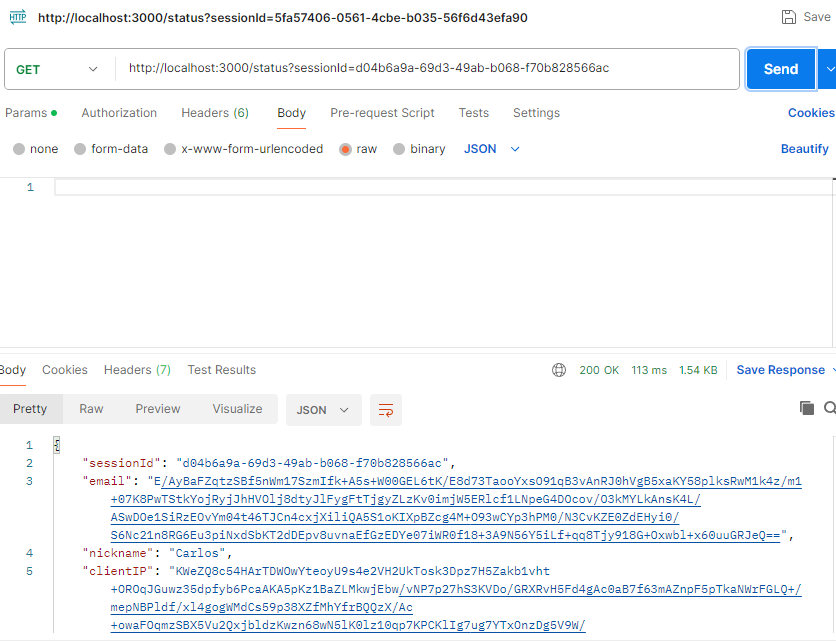 HTTP http://localhost:3000/status?sessionId=5fa57406-0561-4cbe-b035-56f6d43efa90 Save
GET http://localhost:3000/status?sessionId=d04b6a9a-69d3-49ab-b068-f70b828566ac Send
Params Authorization Headers (6) Body Pre-request Script Tests Settings Cookies
none form-data x-www-form-urlencoded raw binary JSON Beautify
1
Body Cookies Headers (7) Test Results 200 OK 113 ms 1.54 KB Save Response
Pretty Raw Preview Visualize JSON
1 {
2 "sessionId": "d04b6a9a-69d3-49ab-b068-f70b828566ac",
3 "email": "E/AyBaFZqtzSBf5nWm17SzmIfk+A5s+W00GEL6tK/E8d73TaooYxsO91qB3vAnRJ0hVgB5xaKY58plksRwM1k4z/m1
+07K8PwTStkYojRyjJhHVOlj8dtyJlFygFtTjgyZLzKv0imjW5ERlcf1LNpeG4DOcov/O3kMYLkAnsK4L/
ASwDOe1SiRzEOvYm04t46TJCn4cxjXiliQA5S1oKIXpBZcg4M+O93wCYp3hPM0/N3CvKZE0ZdEHyi0/
S6Nc21n8RG6Eu3piNxdSbKT2dDEpv8uvnaEfGzEDYe07iWR0f18+3A9N56Y5iLf+qq8Tjy918G+Oxwbl+x60uuGRJeQ==",
4 "nickname": "Carlos",
5 "clientIP": "KWeZQ8c54HArTDWOwYteoyU9s4e2VH2UkTosk3Dpz7H5Zakb1vht
+OROqJGuwz35dpfyb6PcaAKA5pKz1BaZLMkwjEbw/vNP7p27hS3KVDo/GRXRvH5Fd4gAc0aB7f63mAZnpF5pTkaNWrFGLQ+/
mepNBPldf/xl4gogWMdCs59p38XZfMhYfrBQQzX/Ac
+owaFOqmzSBX5Vu2QxjbldzKwzn68wN5lK0lz10qp7KPCKlIg7ug7YTxOnzDg5V9W/